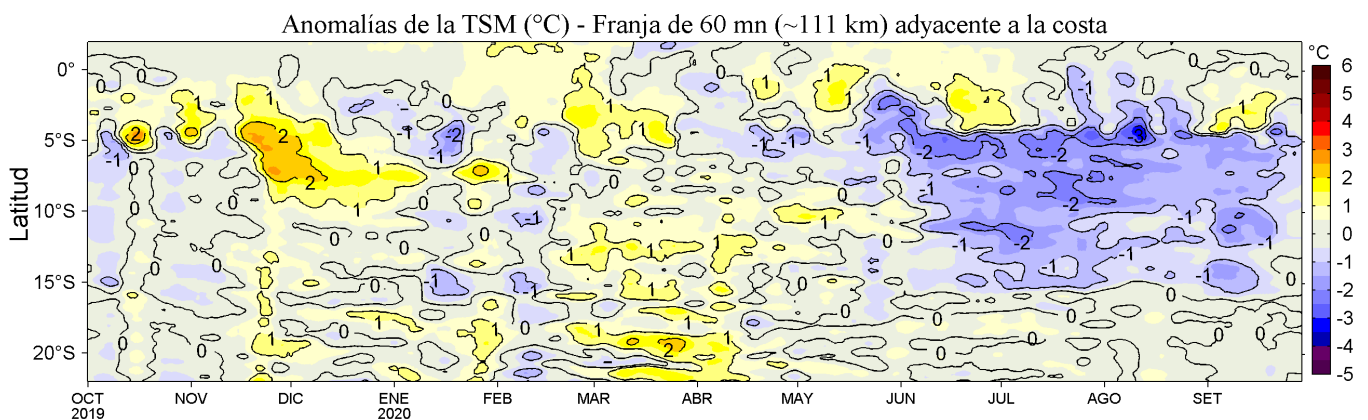 Anomalías de la TSM (°C) - Franja de 60 mn (~111 km) adyacente a la costa
°C
6
5
4
3
2
1
0
-1
-2
-3
-4
-5
Latitud
0°
5°S
10°S
15°S
20°S
OCT NOV DIC ENE FEB MAR ABR MAY JUN JUL AGO SET
2019 2020